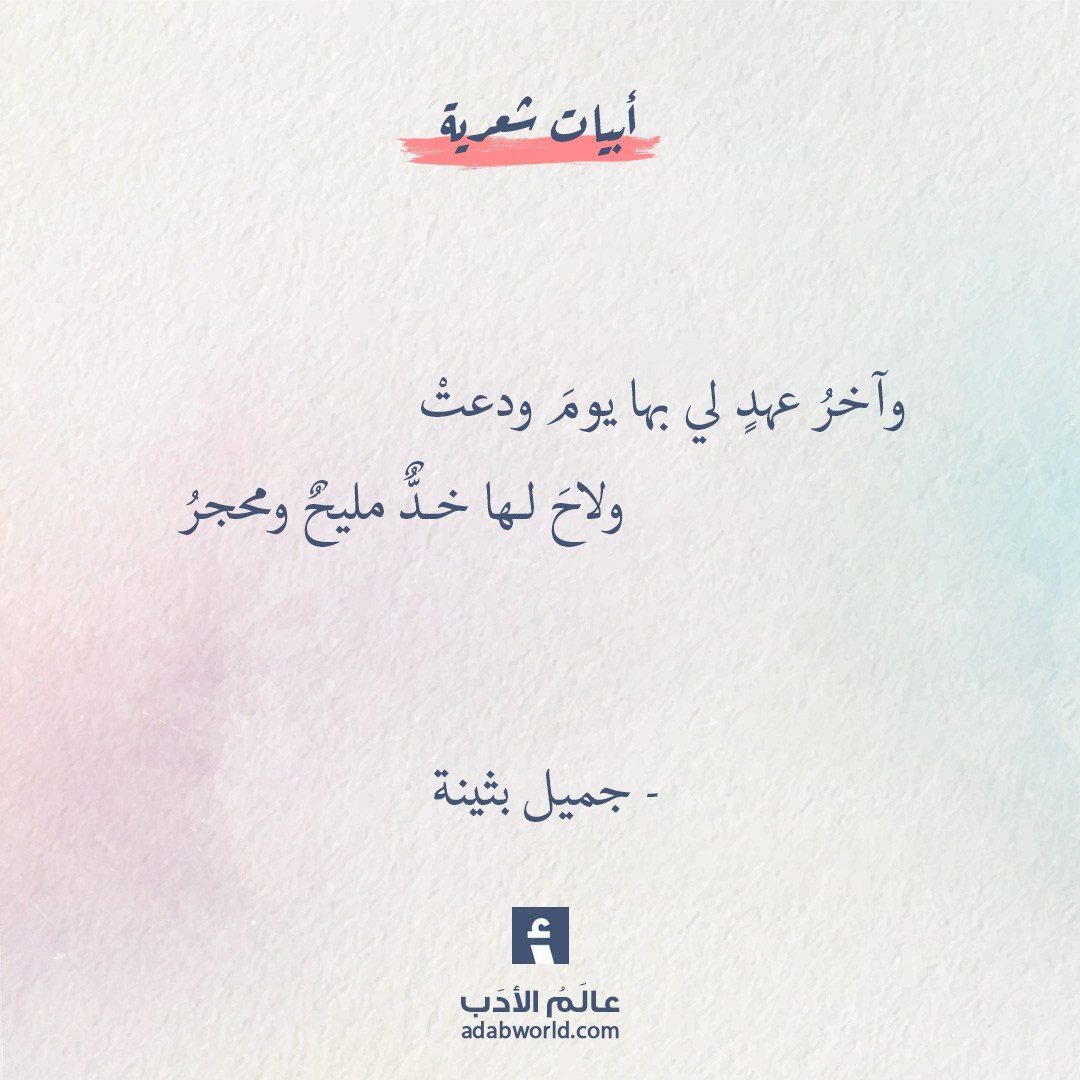 أبيات شعرية
وآخرُ عهدٍ لي بها يومَ ودعتْ
ولاحَ لها خدٌّ مليحٌ ومحجرُ
- جميل بثينة
أ
عالَمُ الأدَب
adabworld.com